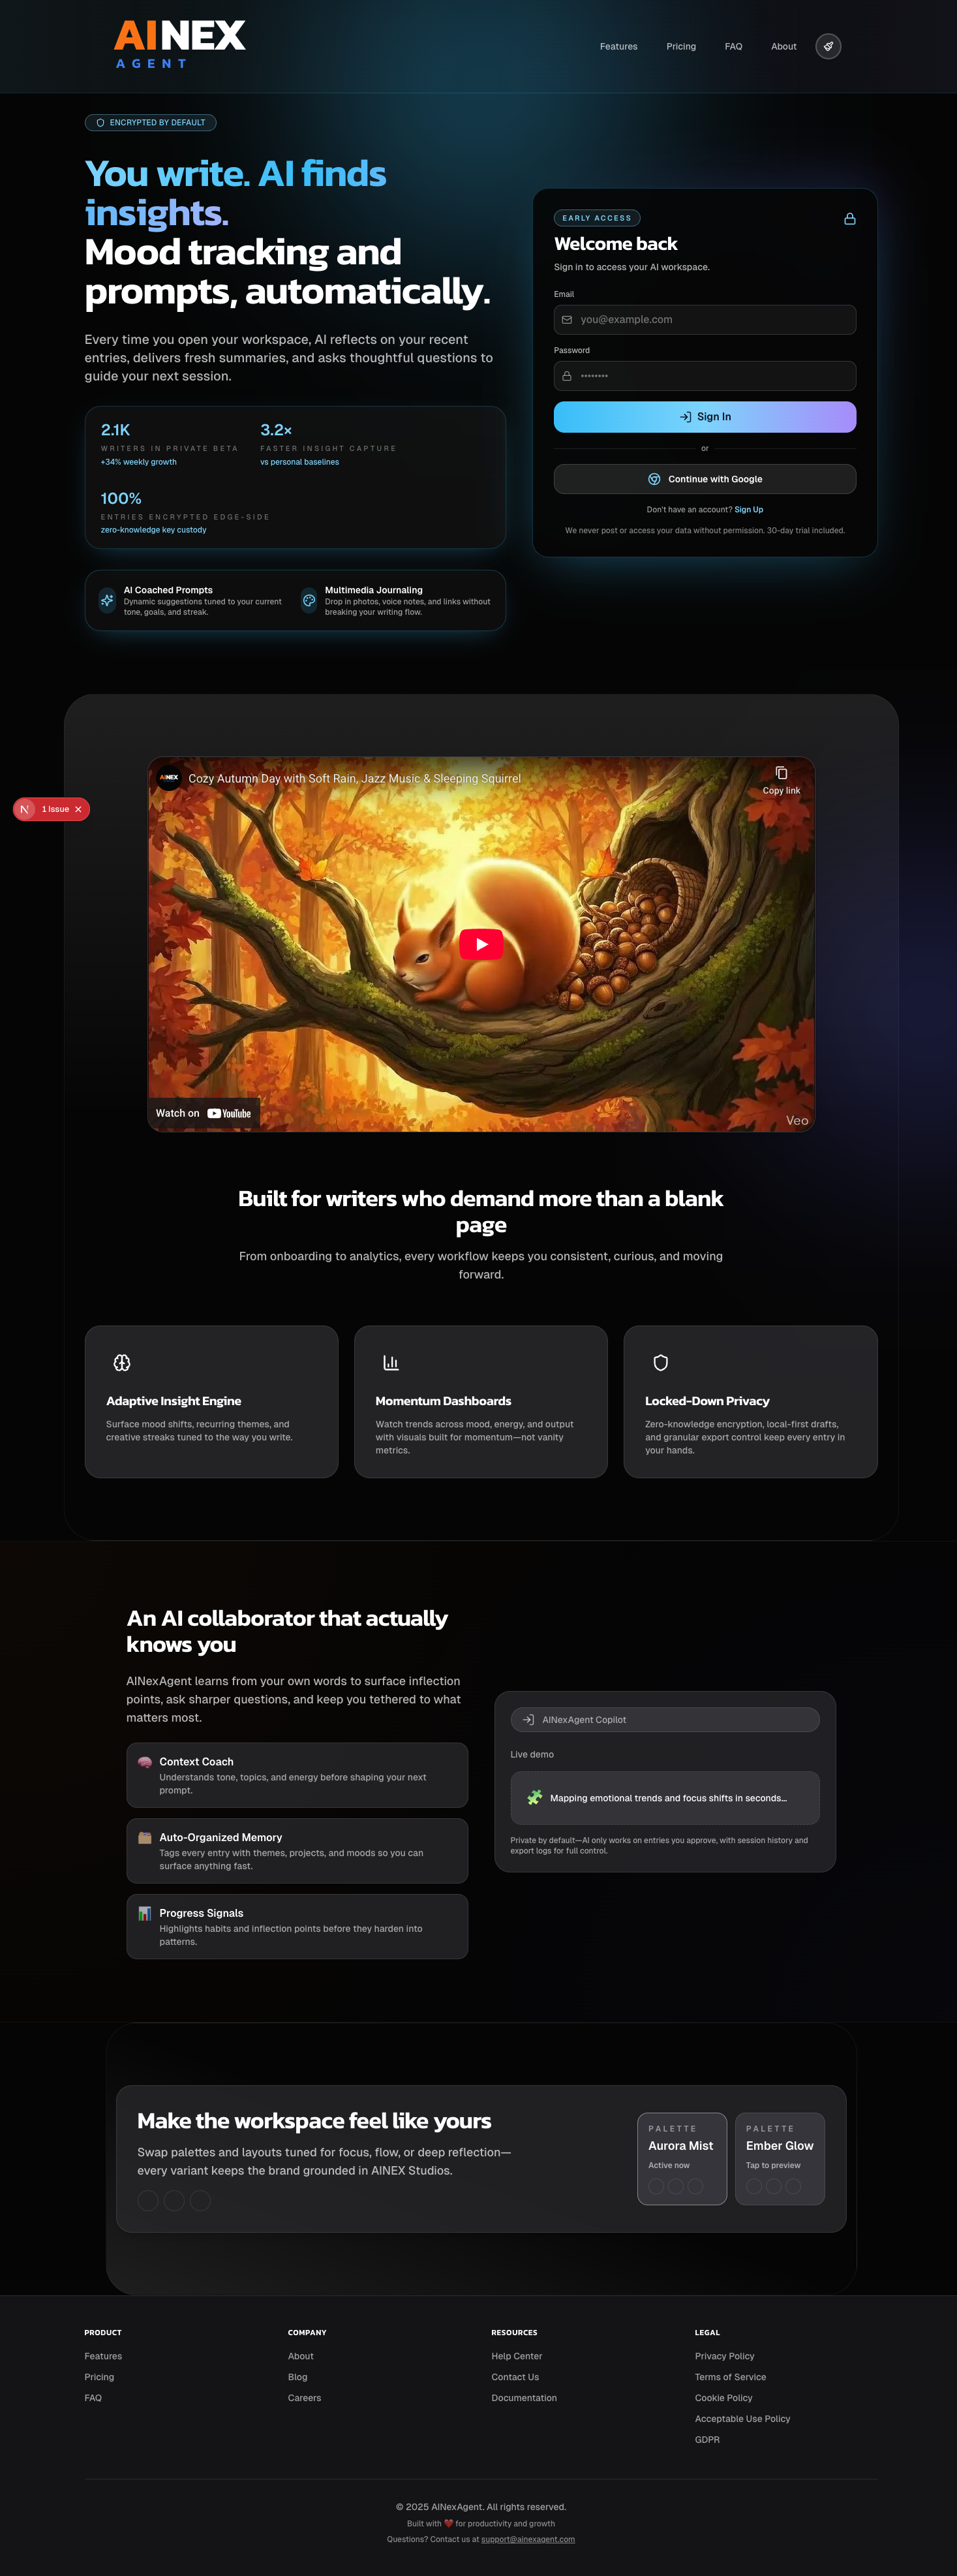 AINEX
AGENT
Features
Pricing
FAQ
About
ENCRYPTED BY DEFAULT
You write. AI finds
insights.
Mood tracking and
prompts, automatically.
Every time you open your workspace, AI reflects on your recent
entries, delivers fresh summaries, and asks thoughtful questions to
guide your next session.
2.1K
WRITERS IN PRIVATE BETA
+34% weekly growth
3.2×
FASTER INSIGHT CAPTURE
vs personal baselines
100%
ENTRIES ENCRYPTED EDGE-SIDE
zero-knowledge key custody
AI Coached Prompts
Dynamic suggestions tuned to your current
tone, goals, and streak.
Multimedia Journaling
Drop in photos, voice notes, and links without
breaking your writing flow.
EARLY ACCESS
Welcome back
Sign in to access your AI workspace.
Email
you@example.com
Password
••••••••
Sign In
or
Continue with Google
Don't have an account? Sign Up
We never post or access your data without permission. 30-day trial included.
N
1 Issue
AINEX
Cozy Autumn Day with Soft Rain, Jazz Music & Sleeping Squirrel
Copy link
Watch on YouTube
Veo
Built for writers who demand more than a blank
page
From onboarding to analytics, every workflow keeps you consistent, curious, and moving
forward.
Adaptive Insight Engine
Surface mood shifts, recurring themes, and
creative streaks tuned to the way you write.
Momentum Dashboards
Watch trends across mood, energy, and output
with visuals built for momentum—not vanity
metrics.
Locked-Down Privacy
Zero-knowledge encryption, local-first drafts,
and granular export control keep every entry in
your hands.
An AI collaborator that actually
knows you
AINexAgent learns from your own words to surface inflection
points, ask sharper questions, and keep you tethered to what
matters most.
Context Coach
Understands tone, topics, and energy before shaping your next
prompt.
Auto-Organized Memory
Tags every entry with themes, projects, and moods so you can
surface anything fast.
Progress Signals
Highlights habits and inflection points before they harden into
patterns.
AINexAgent Copilot
Live demo
Mapping emotional trends and focus shifts in seconds...
Private by default—AI only works on entries you approve, with session history and
export logs for full control.
Make the workspace feel like yours
Swap palettes and layouts tuned for focus, flow, or deep reflection—
every variant keeps the brand grounded in AINEX Studios.
PALETTE
Aurora Mist
Active now
PALETTE
Ember Glow
Tap to preview
PRODUCT
Features
Pricing
FAQ
COMPANY
About
Blog
Careers
RESOURCES
Help Center
Contact Us
Documentation
LEGAL
Privacy Policy
Terms of Service
Cookie Policy
Acceptable Use Policy
GDPR
© 2025 AINexAgent. All rights reserved.
Built with ❤️ for productivity and growth
Questions? Contact us at support@ainexagent.com